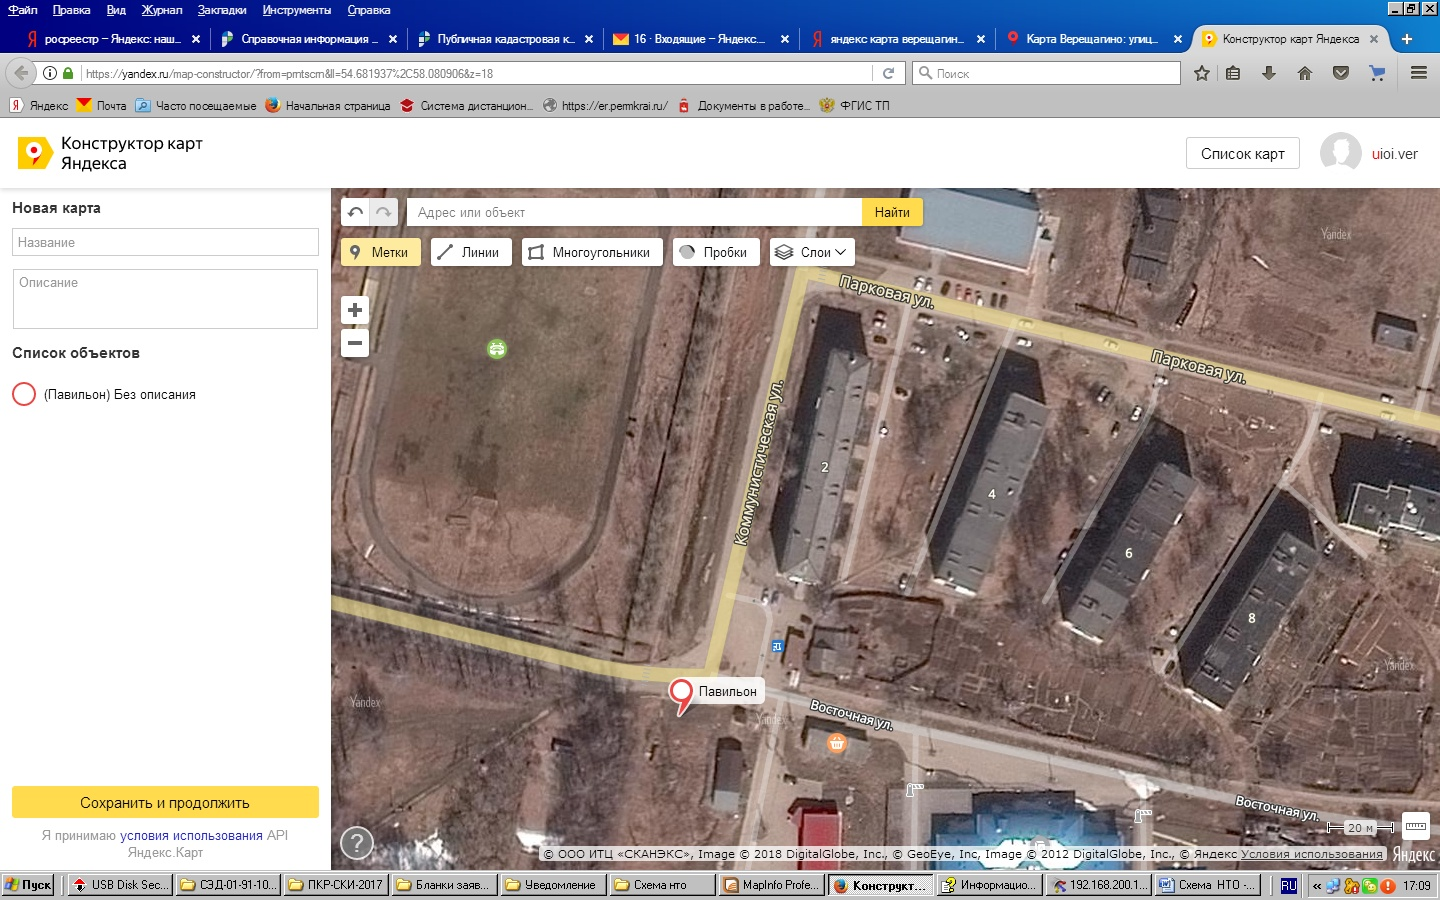 Файл Правка Вид Журнал Закладки Инструменты Справка
росреестр – Яндекс: наш...
Справочная информация ...
Публичная кадастровая к...
16 · Входящие – Яндекс....
яндекс карта верещагин...
Карта Верещагино: улиц...
Конструктор карт Яндекса
https://yandex.ru/map-constructor/?from=prntscrn&ll=54.681937%2C58.080906&z=18
Поиск
Яндекс
Почта
Часто посещаемые
Начальная страница
Система дистанцион...
https://er.permkrai.ru/
Документы в работе...
ФГИС ТП
Конструктор карт
Яндекса
Список карт
uioi.ver
Новая карта
Название
Описание
Список объектов
(Павильон) Без описания
Сохранить и продолжить
Я принимаю условия использования API
Яндекс.Карт
Адрес или объект
Найти
Метки
Линии
Многоугольники
Пробки
Слои
Yandex
Парковая ул.
Парковая ул.
Коммунистическая ул.
2
4
6
8
Yandex
Yandex
Павильон
Yandex
Восточная ул.
Восточная ул.
20 м
?
© ООО ИТЦ «СКАНЭКС», Image © 2018 DigitalGlobe, Inc., © GeoEye, Inc, Image © 2012 DigitalGlobe, Inc., © Яндекс Условия использования
Яндекс
Пуск
USB Disk Sec...
СЭД-01-91-10...
ПКР-СКИ-2017
Бланки заяв...
Уведомление
Схема нто
MapInfo Profe...
Конструкт...
Информацио...
192.168.200.1...
Схема НТО -...
RU
«
17:09